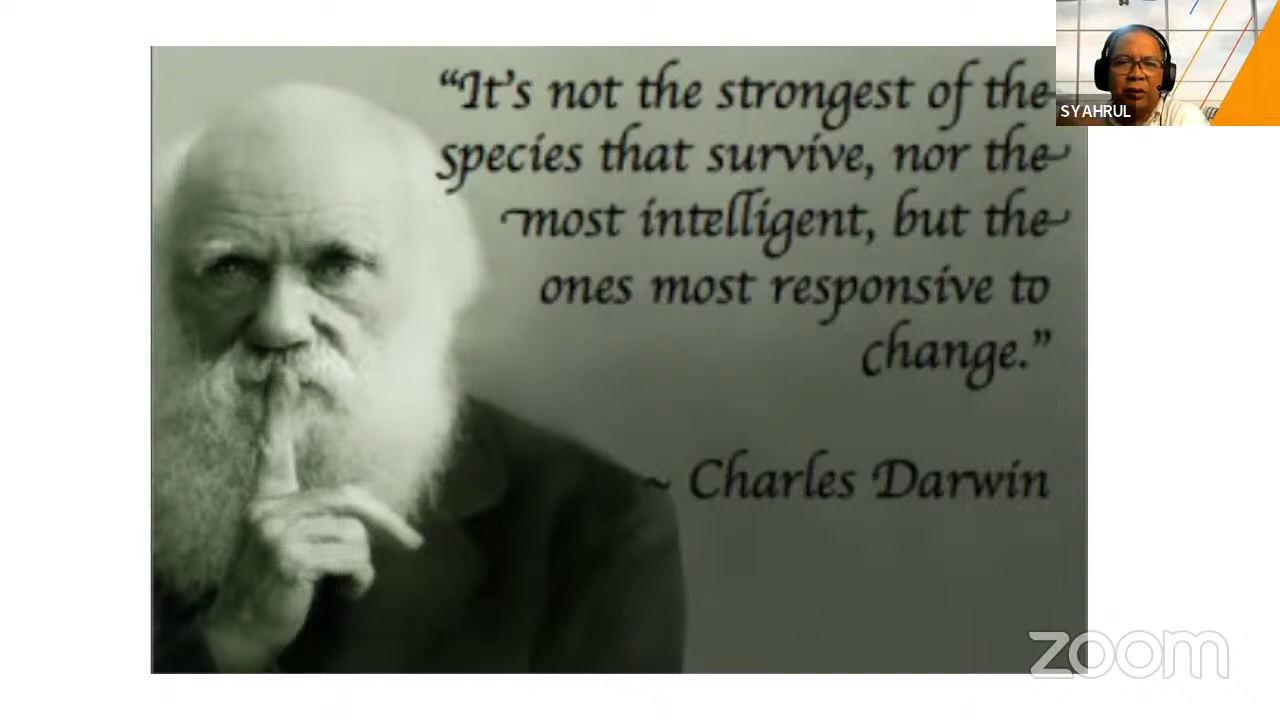 “It's not the strongest of the
species that survive, nor the
most intelligent, but the
ones most responsive to
change.”
~ Charles Darwin
SYAHRUL
zoom